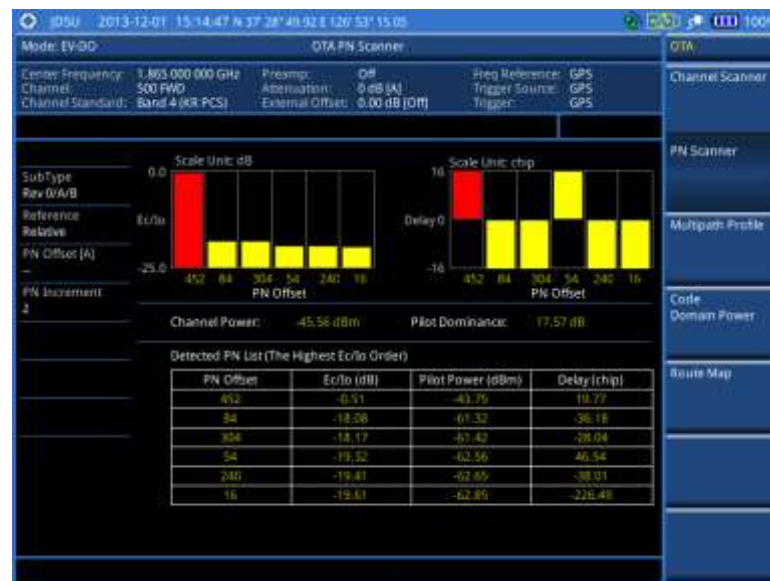 JDSU 2013-12-01 15:14:47 N 37° 28' 49.92 E 126° 53' 15.05 100%
Mode: EV-DO OTA PN Scanner OTA
Center Frequency: 1.865 000 000 GHz Preamp: Off Freq Reference: GPS
Channel: 500 FWD Attenuation: 0 dB [A] Trigger Source: GPS
Channel Standard: Band 4 (KR PCS) External Offset: 0.00 dB [Off] Trigger: GPS
Channel Scanner
PN Scanner
Multipath Profile
Code Domain Power
Route Map
SubType
Rev 0/A/B
Reference
Relative
PN Offset [A]
--
PN Increment
2
Scale Unit: dB
0.0
Ec/Io
-25.0
452 84 304 54 240 16
PN Offset
Scale Unit: chip
16
Delay 0
-16
452 84 304 54 240 16
PN Offset
Channel Power: -45.56 dBm Pilot Dominance: 17.57 dB
Detected PN List (The Highest Ec/Io Order)
PN Offset Ec/Io (dB) Pilot Power (dBm) Delay (chip)
452 -0.51 -43.75 19.77
84 -18.08 -61.32 -36.18
304 -18.17 -61.42 -28.04
54 -19.32 -62.56 46.54
240 -19.41 -62.65 -38.01
16 -19.61 -62.85